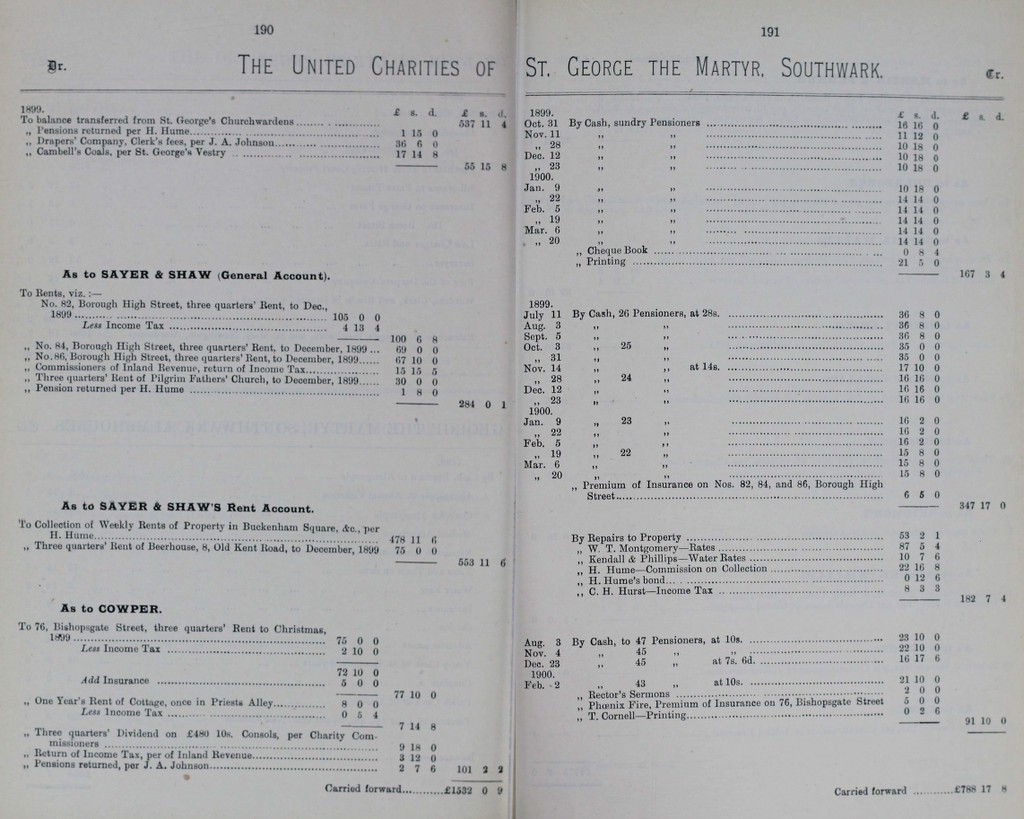 190
Dr. THE UNITED CHARITIES OF
1899. £ s. d. £ s. d.
To balance transferred from St. George's Churchwardens 537 11 4
„ Pensions returned per H. Hume 1 15 0
„ Drapers' Company, Clerk's fees, per J. A. Johnson 36 6 0
„ Cambell's Coals, per St. George's Vestry 17 14 8
55 15 8
As to SAYER & SHAW (General Account).
To Rents, viz. :—
No. 82, Borough High Street, three quarters' Rent, to Dec.,
1899 105 0 0
Less Income Tax 4 13 4
100 6 8
„ No. 84, Borough High Street, three quarters' Rent, to December, 1899 ... 69 0 0
„ No. 86, Borough High Street, three quarters' Rent, to December, 1899 67 10 0
„ Commissioners of Inland Revenue, return of Income Tax 15 15 5
„ Three quarters' Rent of Pilgrim Fathers' Church, to December, 1899 30 0 0
„ Pension returned per H. Hume 1 8 0
284 0 1
As to SAYER & SHAW'S Rent Account.
To Collection of Weekly Rents of Property in Buckenham Square, &c., per
H. Hume 478 11 6
„ Three quarters' Rent of Beerhouse, 8, Old Kent Road, to December, 1899 75 0 0
553 11 6
As to COWPER.
To 76, Bishopsgate Street, three quarters' Rent to Christmas,
1899 75 0 0
Less Income Tax 2 10 0
72 10 0
Add Insurance 5 0 0
77 10 0
„ One Year's Rent of Cottage, once in Priests Alley 8 0 0
Less Income Tax 0 5 4
7 14 8
„ Three quarters' Dividend on £480 10s. Consols, per Charity Com-
missioners 9 18 0
„ Return of Income Tax, per of Inland Revenue 3 12 0
„ Pensions returned, per J. A. Johnson 2 7 6 101 2 2
Carried forward £1532 0 9
191
ST. GEORGE THE MARTYR, SOUTHWARK. Cr.
1899. £ s. d. £ s. d.
Oct. 31 By Cash, sundry Pensioners 16 16 0
Nov. 11 „ „ 11 12 0
„ 28 „ „ 10 18 0
Dec. 12 „ „ 10 18 0
„ 23 „ „ 10 18 0
1900.
Jan. 9 „ „ 10 18 0
„ 22 „ „ 14 14 0
Feb. 5 „ „ 14 14 0
„ 19 „ „ 14 14 0
Mar. 6 „ „ 14 14 0
„ 20 „ „ 14 14 0
„ Cheque Book 0 8 4
„ Printing 21 5 0
167 3 4
1899.
July 11 By Cash, 26 Pensioners, at 28s. 36 8 0
Aug. 3 „ „ 36 8 0
Sept. 5 „ „ 36 8 0
Oct. 3 „ 25 „ 35 0 0
„ 31 „ „ 35 0 0
Nov. 14 „ „ at 14s. 17 10 0
„ 28 „ 24 „ 16 16 0
Dec. 12 „ „ 16 16 0
„ 23 „ „ 16 16 0
1900.
Jan. 9 „ 23 „ 16 2 0
„ 22 „ „ 16 2 0
Feb. 5 „ „ 16 2 0
„ 19 „ 22 „ 15 8 0
Mar. 6 „ „ 15 8 0
„ 20 „ „ 15 8 0
„ Premium of Insurance on Nos. 82, 84, and 86, Borough High
Street 6 5 0
347 17 0
By Repairs to Property 53 2 1
„ W. T. Montgomery—Rates 87 5 4
„ Kendall & Phillips—Water Rates 10 7 6
„ H. Hume—Commission on Collection 22 16 8
„ H. Hume's bond 0 12 6
„ C. H. Hurst—Income Tax 8 3 3
182 7 4
Aug. 3 By Cash, to 47 Pensioners, at 10s. 23 10 0
Nov. 4 „ 45 „ „ 22 10 0
Dec. 23 „ 45 „ at 7s. 6d. 16 17 6
1900.
Feb. 2 „ 43 „ at 10s. 21 10 0
„ Rector's Sermons 2 0 0
„ Phœnix Fire, Premium of Insurance on 76, Bishopsgate Street 5 0 0
„ T. Cornell—Printing 0 2 6
91 10 0
Carried forward £788 17 8